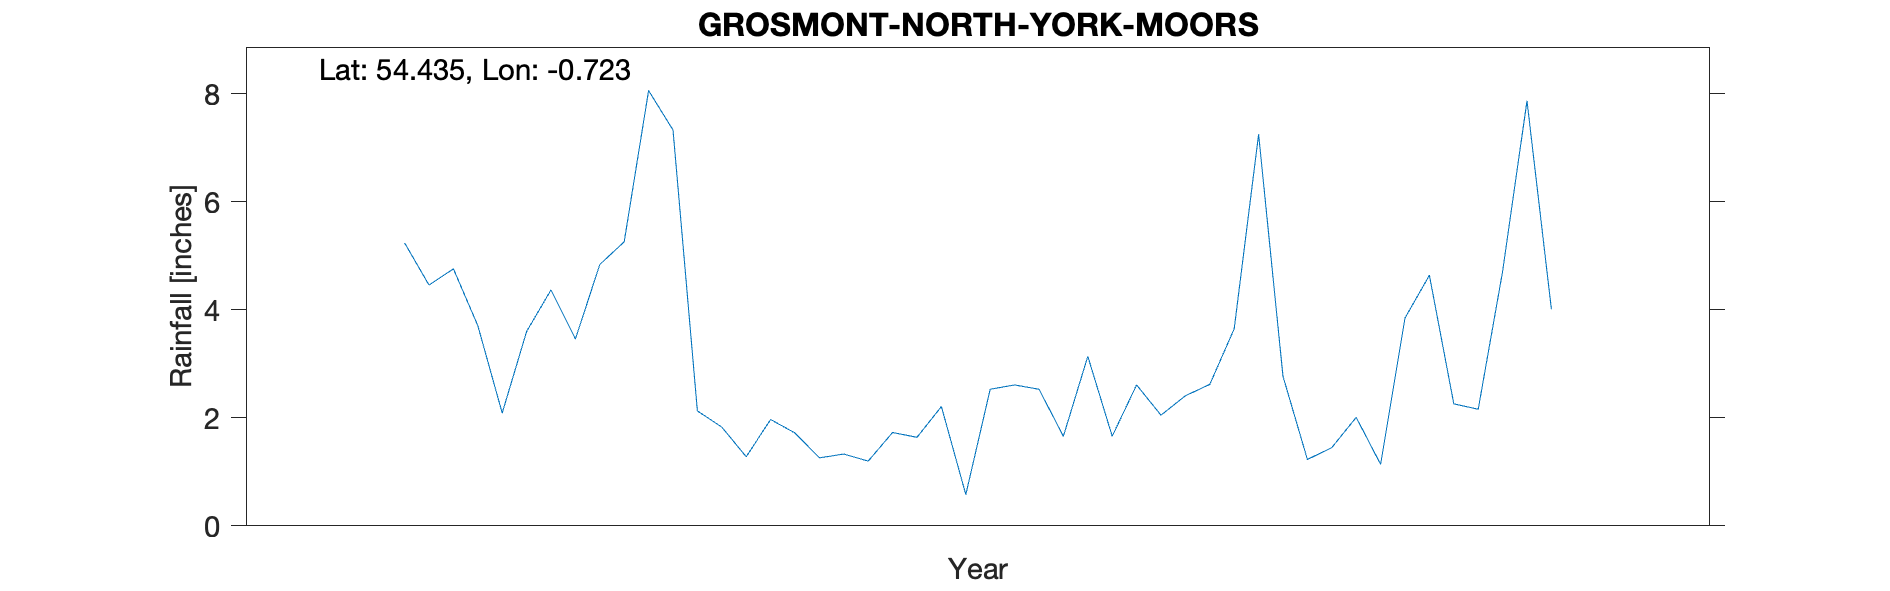 GROSMONT-NORTH-YORK-MOORS
Lat: 54.435, Lon: -0.723
8
6
4
2
0
Rainfall [inches]
Year